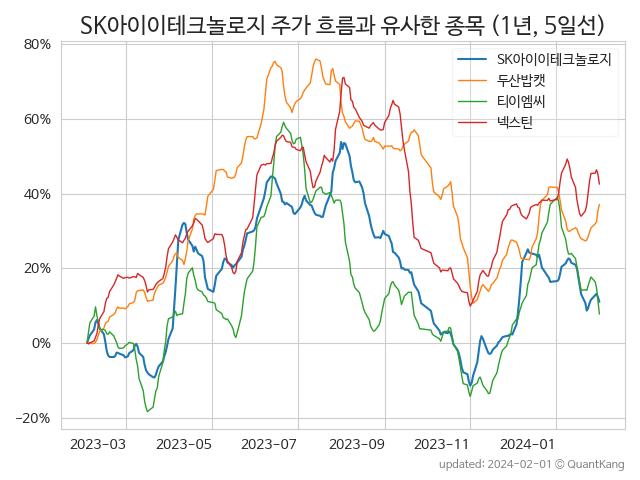 SK아이이테크놀로지 주가 흐름과 유사한 종목 (1년, 5일선)
80%
60%
40%
20%
0%
−20%
SK아이이테크놀로지
두산밥캣
티이엠씨
넥스틴
2023-03 2023-05 2023-07 2023-09 2023-11 2024-01
updated: 2024-02-01 © QuantKang